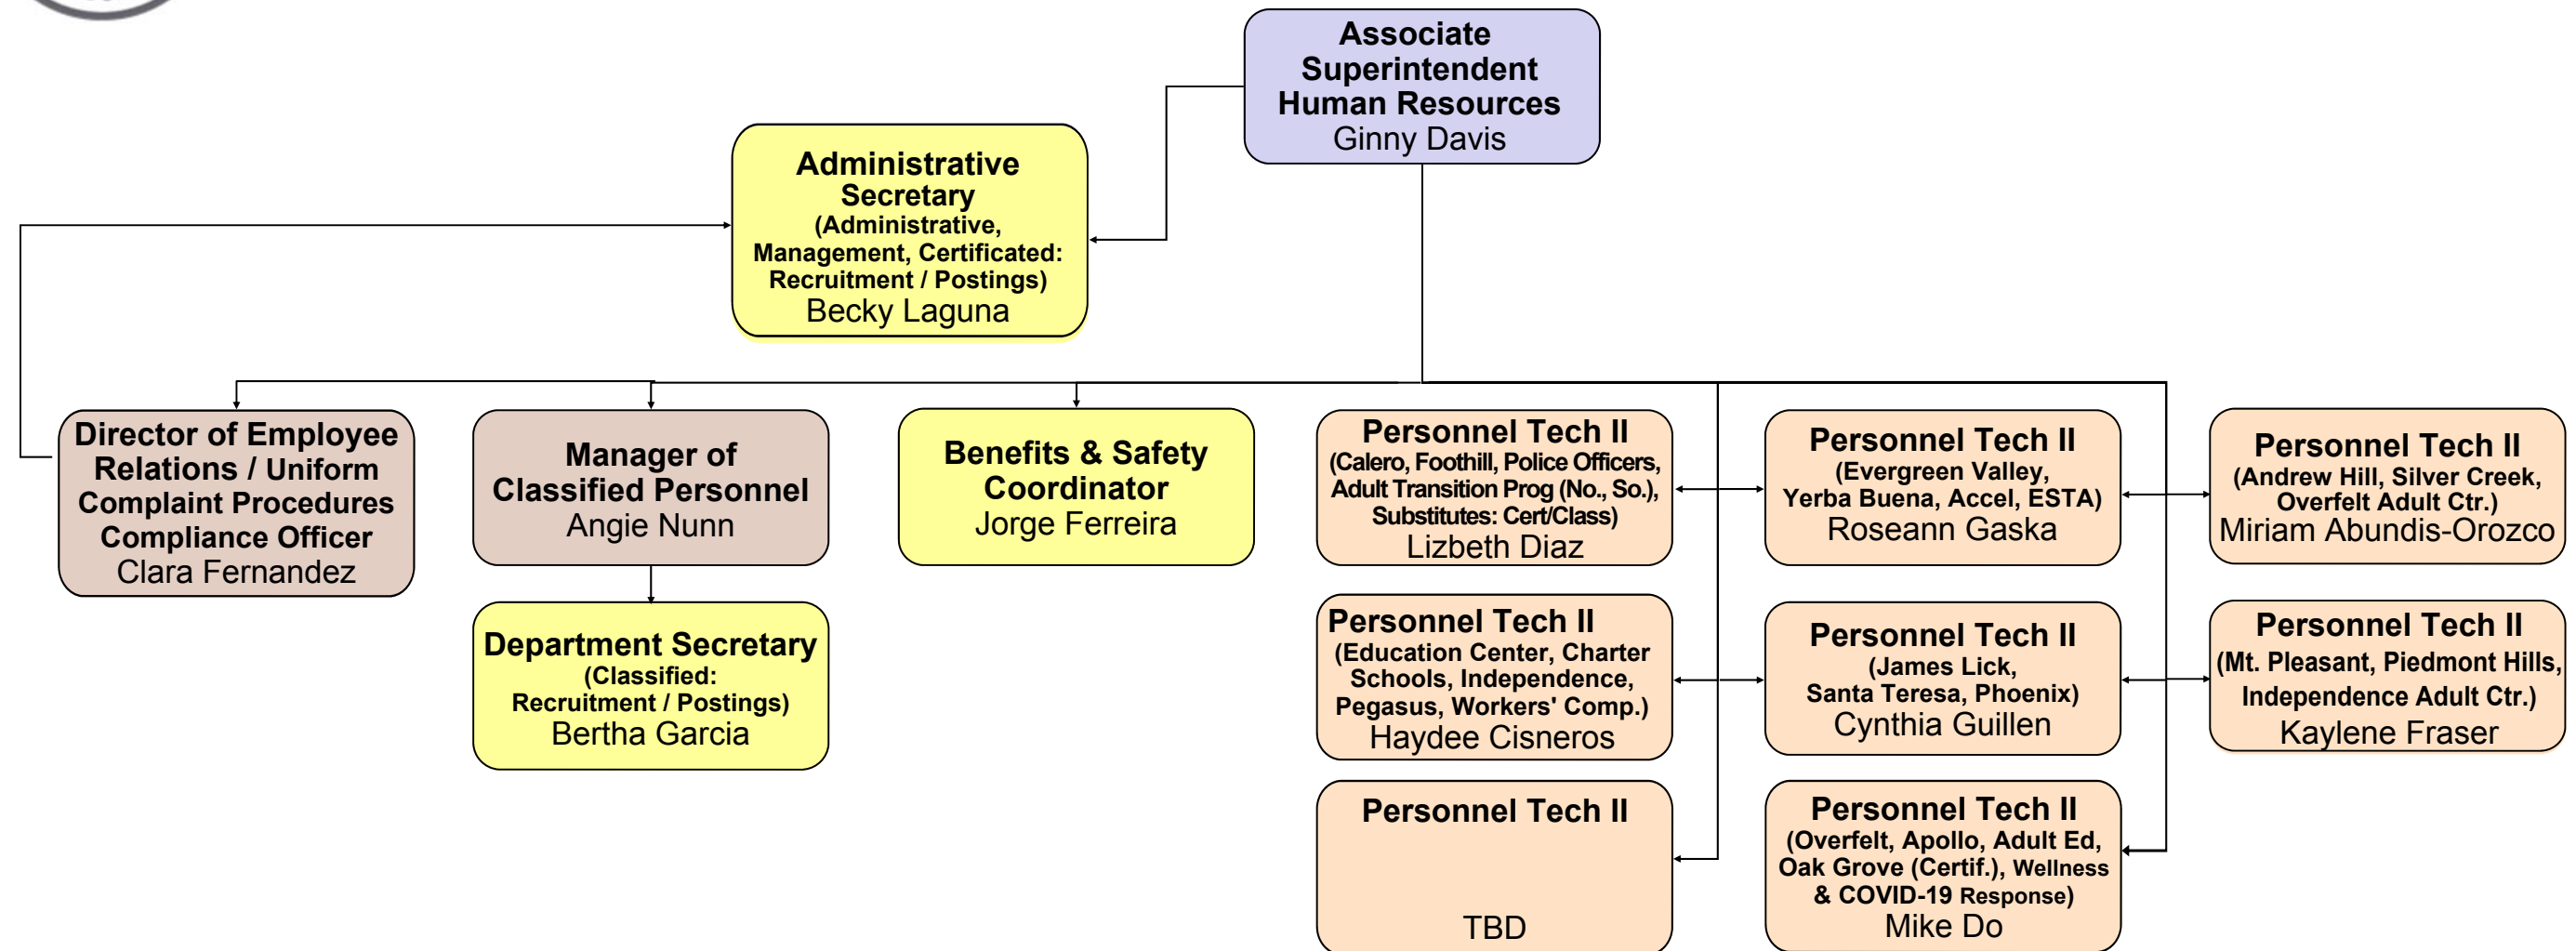 Associate
Superintendent
Human Resources
Ginny Davis
Administrative
Secretary
(Administrative,
Management, Certificated:
Recruitment / Postings)
Becky Laguna
Director of Employee
Relations / Uniform
Complaint Procedures
Compliance Officer
Clara Fernandez
Manager of
Classified Personnel
Angie Nunn
Benefits & Safety
Coordinator
Jorge Ferreira
Personnel Tech II
(Calero, Foothill, Police Officers,
Adult Transition Prog (No., So.),
Substitutes: Cert/Class)
Lizbeth Diaz
Personnel Tech II
(Evergreen Valley,
Yerba Buena, Accel, ESTA)
Roseann Gaska
Personnel Tech II
(Andrew Hill, Silver Creek,
Overfelt Adult Ctr.)
Miriam Abundis-Orozco
Department Secretary
(Classified:
Recruitment / Postings)
Bertha Garcia
Personnel Tech II
(Education Center, Charter
Schools, Independence,
Pegasus, Workers' Comp.)
Haydee Cisneros
Personnel Tech II
(James Lick,
Santa Teresa, Phoenix)
Cynthia Guillen
Personnel Tech II
(Mt. Pleasant, Piedmont Hills,
Independence Adult Ctr.)
Kaylene Fraser
Personnel Tech II
TBD
Personnel Tech II
(Overfelt, Apollo, Adult Ed,
Oak Grove (Certif.), Wellness
& COVID-19 Response)
Mike Do